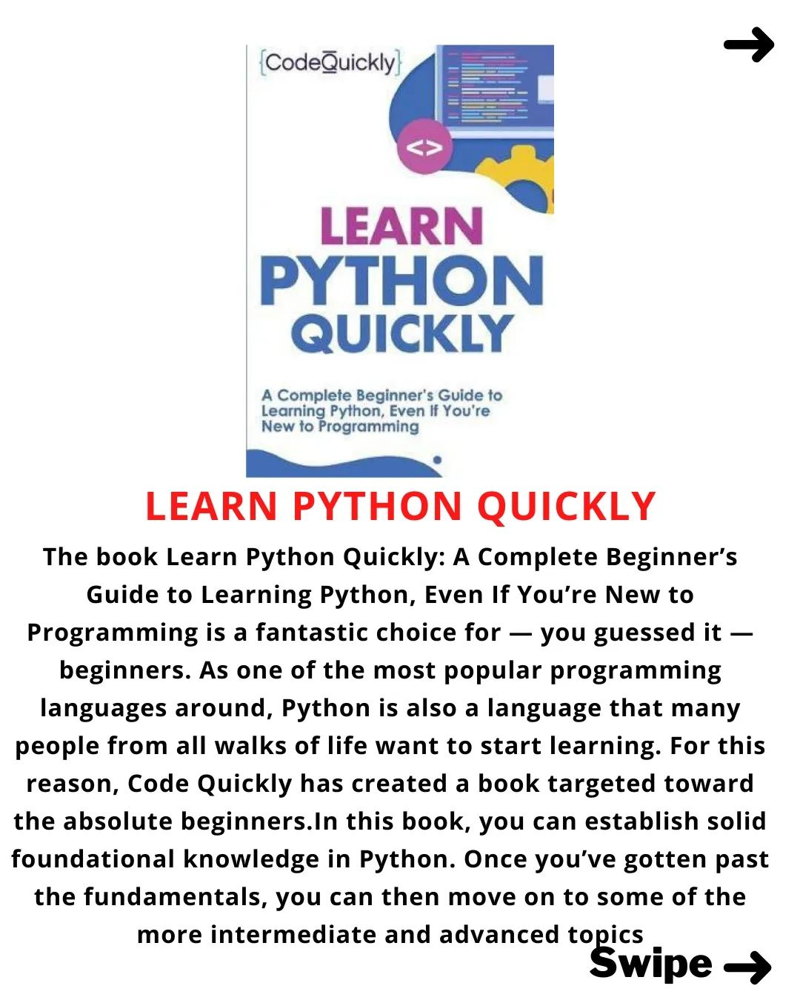 {CodeQuickly}
<>
LEARN
PYTHON
QUICKLY
A Complete Beginner's Guide to
Learning Python, Even If You're
New to Programming
LEARN PYTHON QUICKLY
The book Learn Python Quickly: A Complete Beginner’s
Guide to Learning Python, Even If You’re New to
Programming is a fantastic choice for — you guessed it —
beginners. As one of the most popular programming
languages around, Python is also a language that many
people from all walks of life want to start learning. For this
reason, Code Quickly has created a book targeted toward
the absolute beginners.In this book, you can establish solid
foundational knowledge in Python. Once you’ve gotten past
the fundamentals, you can then move on to some of the
more intermediate and advanced topics
Swipe